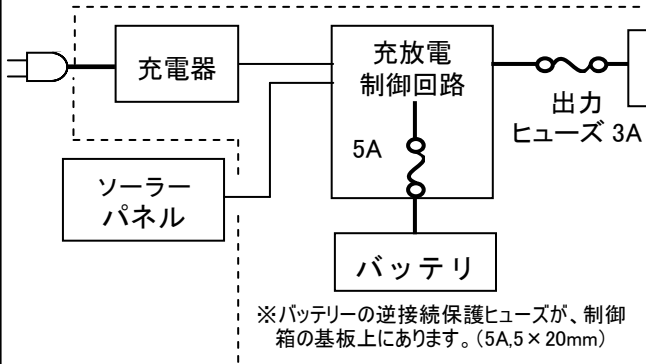 充電器
充放電
制御回路
出力
ヒューズ 3A
5A
ソーラー
パネル
バッテリ
※バッテリーの逆接続保護ヒューズが、制御
箱の基板上にあります。（5A,5×20mm）